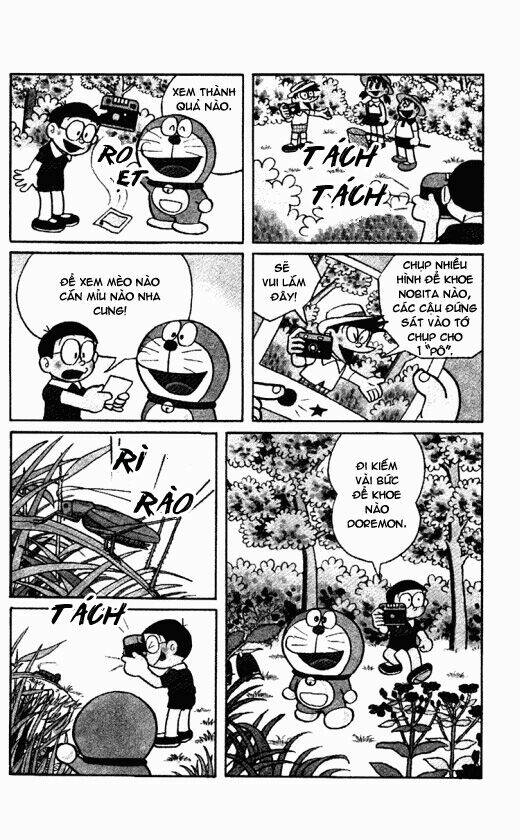 XEM THÀNH
QUẢ NÀO.
RO
ẸT
TÁCH
TÁCH
ĐỂ XEM MÈO NÀO
CẮN MỈU NÀO NHA
CƯNG!
SẼ
VUI LẮM
ĐÂY!
CHỤP NHIỀU
HÌNH ĐỂ KHOE
NOBITA NÀO,
CÁC CẬU ĐỨNG
SÁT VÀO TỚ
CHỤP CHO
1 "PÔ".
RÌ
RÀO
ĐI KIẾM
VÀI BỨC
ĐỂ KHOE
NÀO
DOREMON.
TÁCH